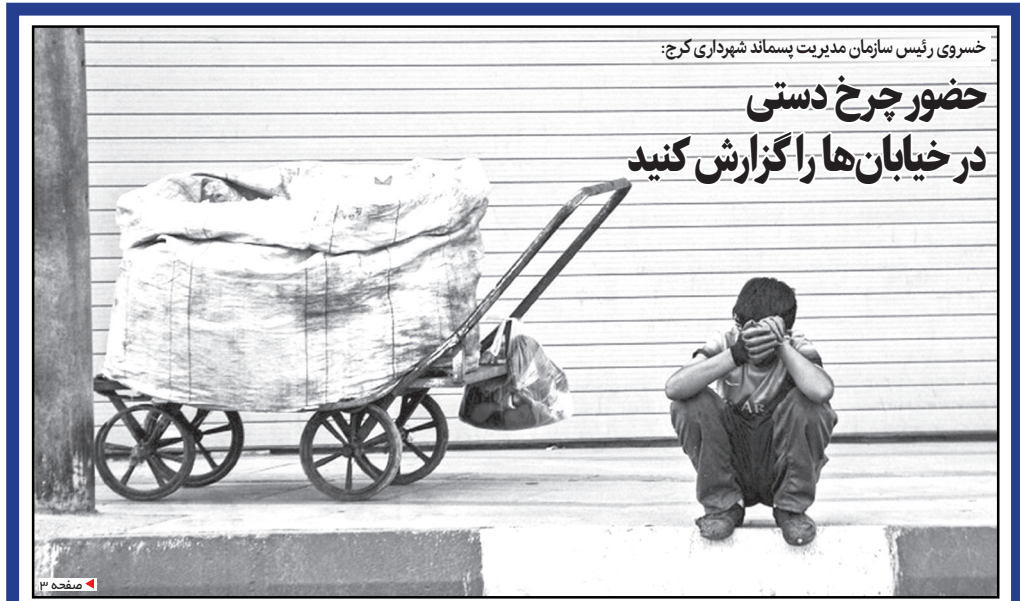 خسروی رئیس سازمان مدیریت پسماند شهرداری کرج:
حضور چرخ دستی
در خیابان‌ها را گزارش کنید
صفحه ۳